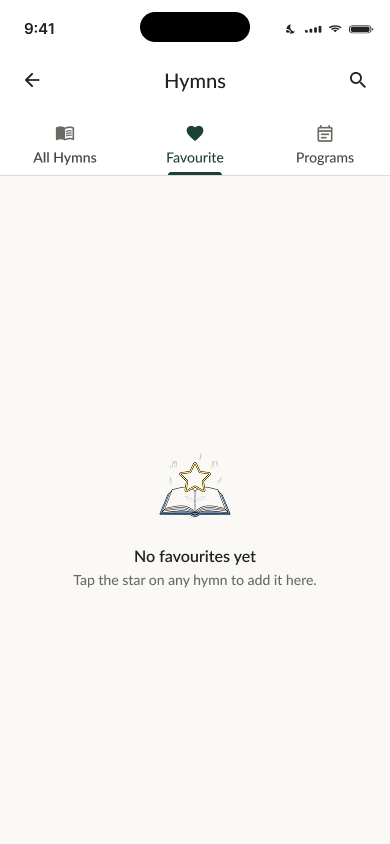 9:41
Hymns
All Hymns
Favourite
Programs
No favourites yet
Tap the star on any hymn to add it here.